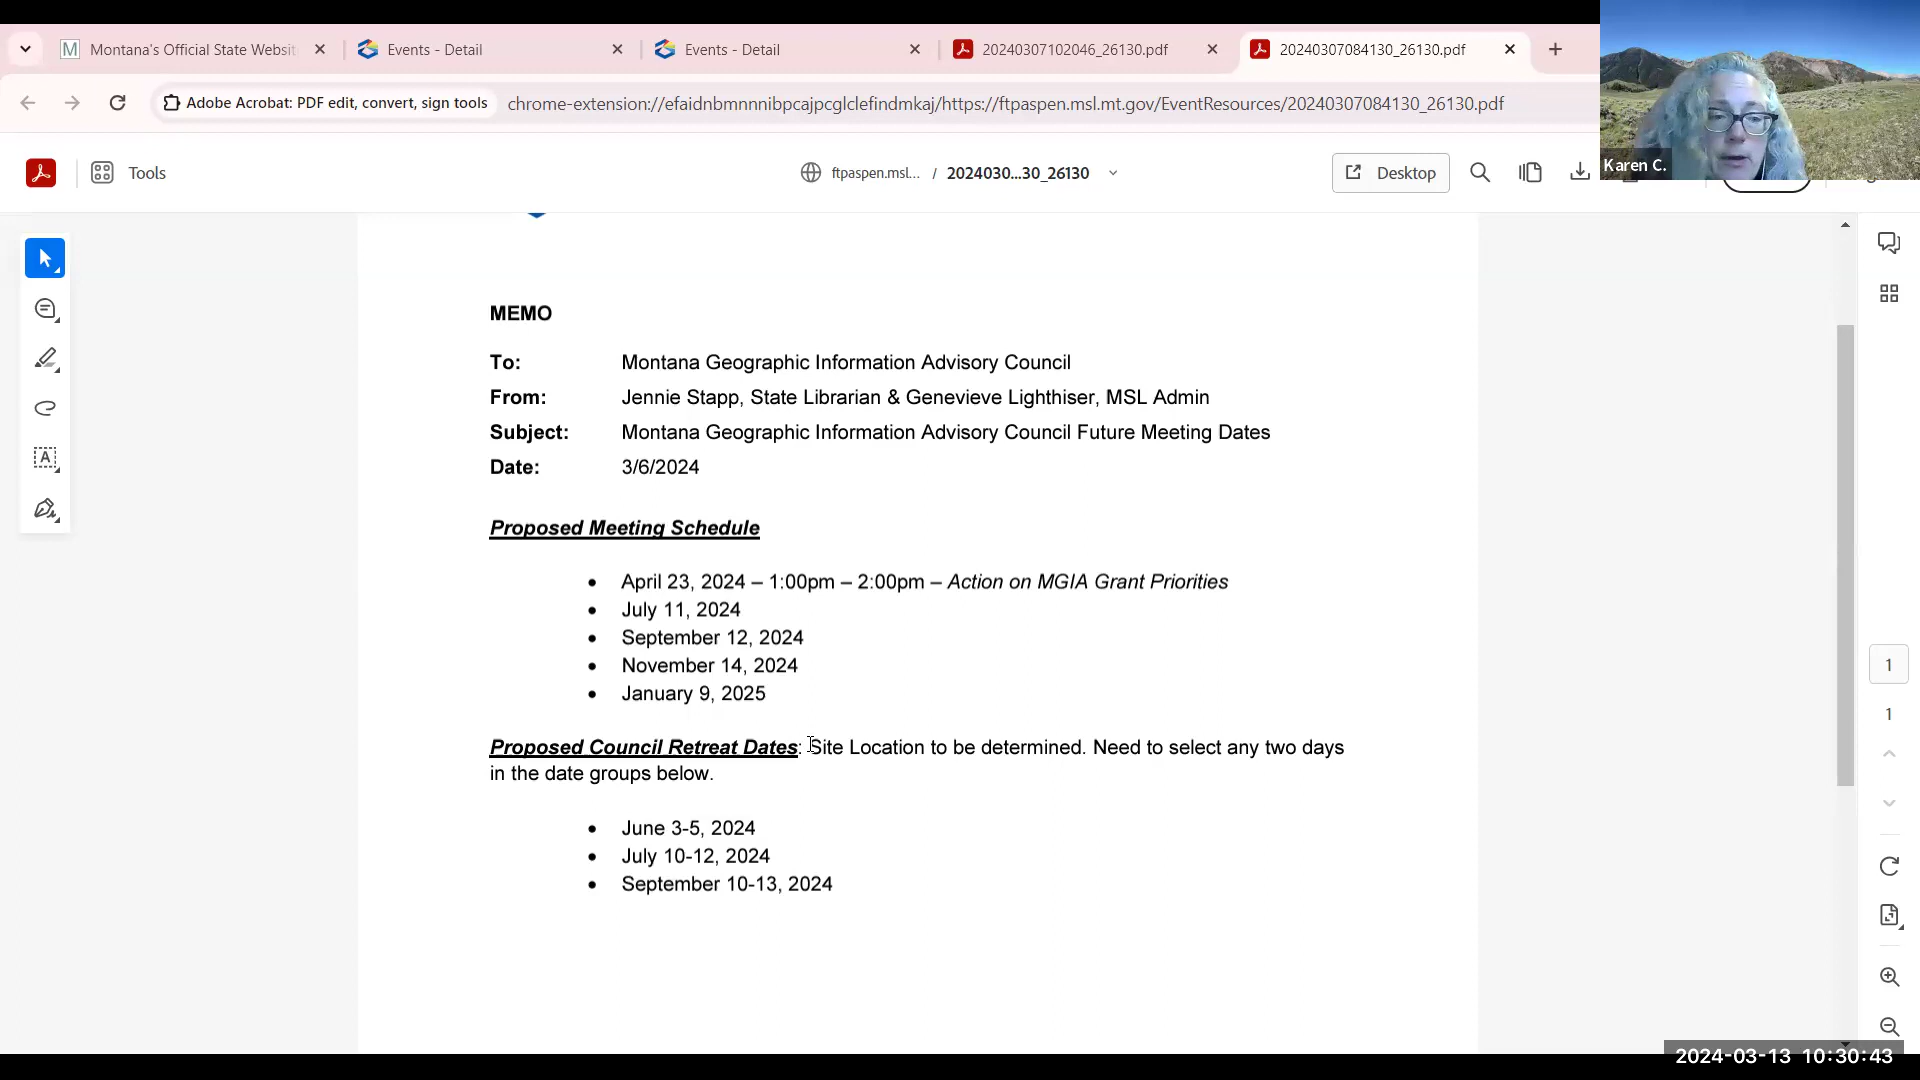 Montana's Official State Websit
Events - Detail
Events - Detail
20240307102046_26130.pdf
20240307084130_26130.pdf
Adobe Acrobat: PDF edit, convert, sign tools
chrome-extension://efaidnbmnnnibpcajpcglclefindmkaj/https://ftpaspen.msl.mt.gov/EventResources/20240307084130_26130.pdf
Karen C.
Tools
ftpaspen.msl... / 2024030...30_26130
Desktop
MEMO
To: Montana Geographic Information Advisory Council
From: Jennie Stapp, State Librarian & Genevieve Lighthiser, MSL Admin
Subject: Montana Geographic Information Advisory Council Future Meeting Dates
Date: 3/6/2024
Proposed Meeting Schedule
• April 23, 2024 – 1:00pm – 2:00pm – Action on MGIA Grant Priorities
• July 11, 2024
• September 12, 2024
• November 14, 2024
• January 9, 2025
Proposed Council Retreat Dates: Site Location to be determined. Need to select any two days
in the date groups below.
• June 3-5, 2024
• July 10-12, 2024
• September 10-13, 2024
1
1
2024-03-13 10:30:43